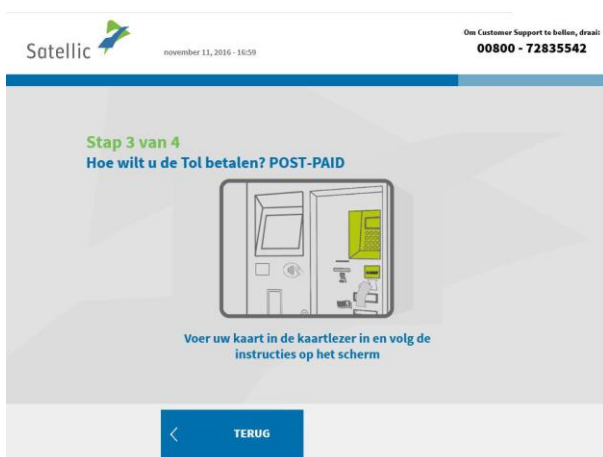 Satellic
november 11, 2016 - 16:59
Om Customer Support te bellen, draai:
00800 - 72835542
Stap 3 van 4
Hoe wilt u de Tol betalen? POST-PAID
Voer uw kaart in de kaartlezer in en volg de
instructies op het scherm
TERUG